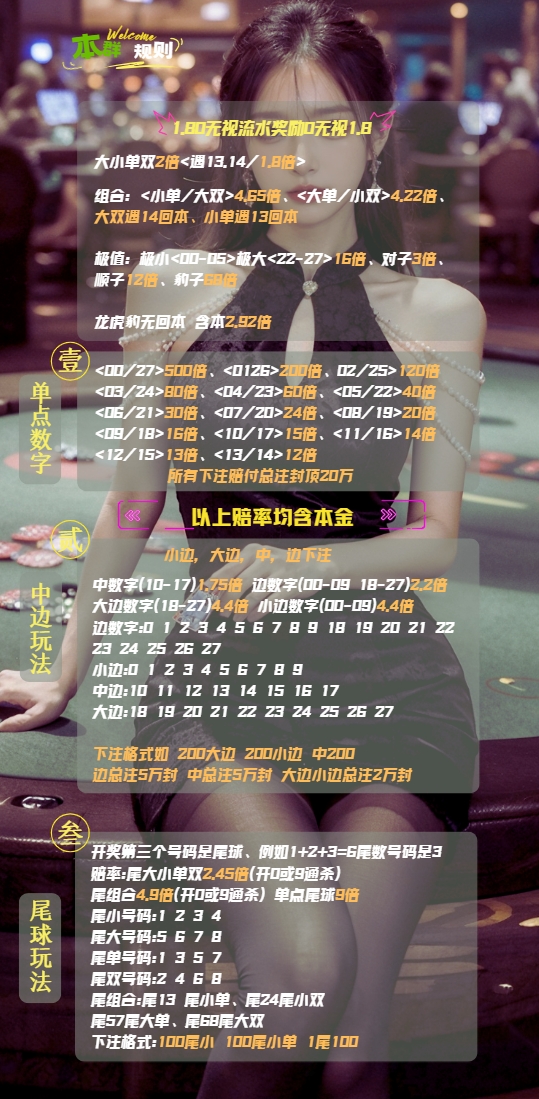 Welcome
本群 规则
1.80无视流水奖励0无视1.8
大小单双2倍<遇13.14/1.8倍>
组合：<小单/大双>4.65倍、<大单/小双>4.22倍、
大双遇14回本、小单遇13回本
极值：极小<00-05>极大<22-27>16倍、对子3倍、
顺子12倍、豹子68倍
龙虎豹无回本 含本2.92倍
壹
单点数字
<00/27>500倍、<0126>200倍、02/25>120倍
<03/24>80倍、<04/23>60倍、<05/22>40倍
<06/21>30倍、<07/20>24倍、<08/19>20倍
<09/18>16倍、<10/17>15倍、<11/16>14倍
<12/15>13倍、<13/14>12倍
所有下注赔付总注封顶20万
以上赔率均含本金
贰
中边玩法
小边，大边，中，边下注
中数字(10-17)1.75倍 边数字(00-09 18-27)2.2倍
大边数字(18-27)4.4倍 小边数字(00-09)4.4倍
边数字:0 1 2 3 4 5 6 7 8 9 18 19 20 21 22
23 24 25 26 27
小边:0 1 2 3 4 5 6 7 8 9
中边:10 11 12 13 14 15 16 17
大边:18 19 20 21 22 23 24 25 26 27
下注格式如 200大边 200小边 中200
边总注5万封 中总注5万封 大边小边总注2万封
叁
尾球玩法
开奖第三个号码是尾球、例如1+2+3=6尾数号码是3
赔率:尾大小单双2.45倍(开0或9通杀)
尾组合4.9倍(开0或9通杀) 单点尾球9倍
尾小号码:1 2 3 4
尾大号码:5 6 7 8
尾单号码:1 3 5 7
尾双号码:2 4 6 8
尾组合:尾13 尾小单、尾24尾小双
尾57尾大单、尾68尾大双
下注格式:100尾小 100尾小单 1尾100